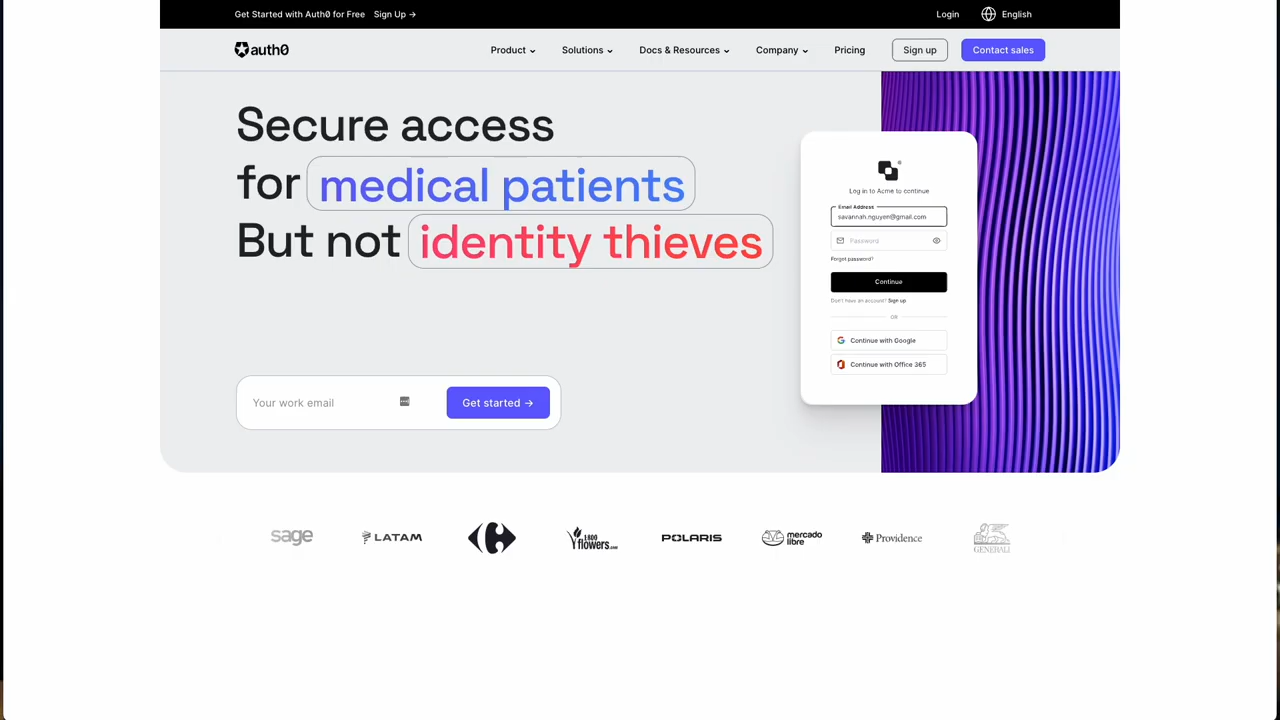 Get Started with Auth0 for Free Sign Up →
Login English
auth0
Product Solutions Docs & Resources Company Pricing Sign up Contact sales
Secure access
for medical patients
But not identity thieves
Your work email
Get started →
Log in to Acme to continue
Email Address
savannah.nguyen@gmail.com
Password
Forgot password?
Continue
Don't have an account? Sign up
OR
Continue with Google
Continue with Office 365
sage LATAM 1-800 flowers.com POLARIS mercado libre Providence GENERALI